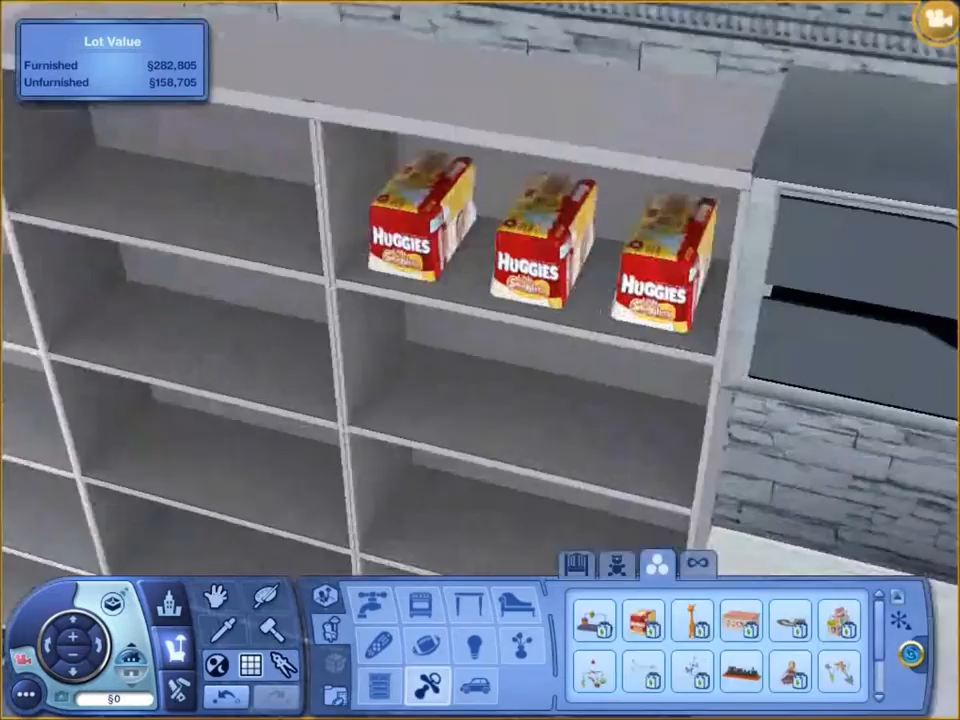 Lot Value
Furnished §282,805
Unfurnished §158,705
HUGGIES
HUGGIES
HUGGIES
§0